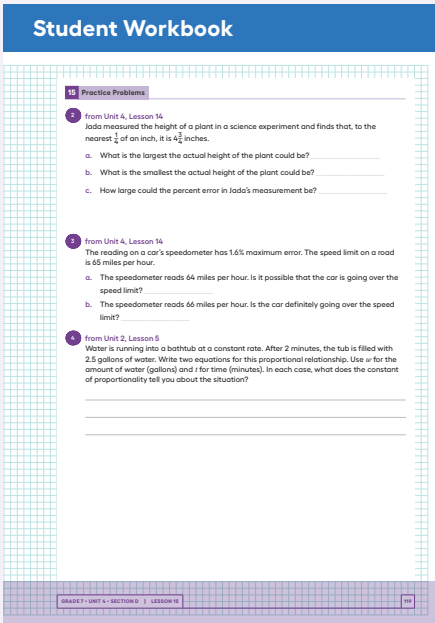 Student Workbook
15 Practice Problems
2 from Unit 4, Lesson 14
Jada measured the height of a plant in a science experiment and finds that, to the
nearest 1/4 of an inch, it is 4 3/4 inches.
a. What is the largest the actual height of the plant could be?
b. What is the smallest the actual height of the plant could be?
c. How large could the percent error in Jada's measurement be?
3 from Unit 4, Lesson 14
The reading on a car's speedometer has 1.6% maximum error. The speed limit on a road
is 65 miles per hour.
a. The speedometer reads 64 miles per hour. Is it possible that the car is going over the
speed limit?
b. The speedometer reads 66 miles per hour. Is the car definitely going over the speed
limit?
4 from Unit 2, Lesson 5
Water is running into a bathtub at a constant rate. After 2 minutes, the tub is filled with
2.5 gallons of water. Write two equations for this proportional relationship. Use w for the
amount of water (gallons) and t for time (minutes). In each case, what does the constant
of proportionality tell you about the situation?
GRADE 7 • UNIT 4 • SECTION D | LESSON 15 119